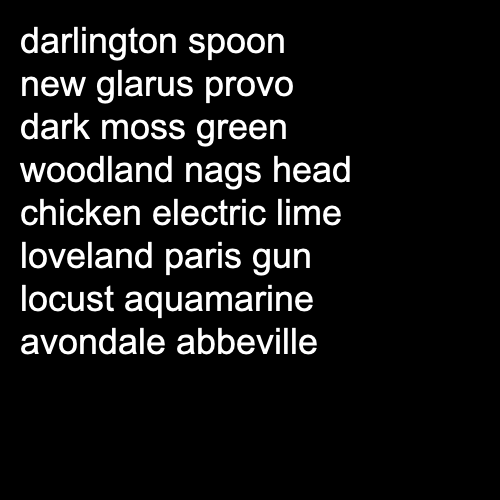 darlington spoon
new glarus provo
dark moss green
woodland nags head
chicken electric lime
loveland paris gun
locust aquamarine
avondale abbeville